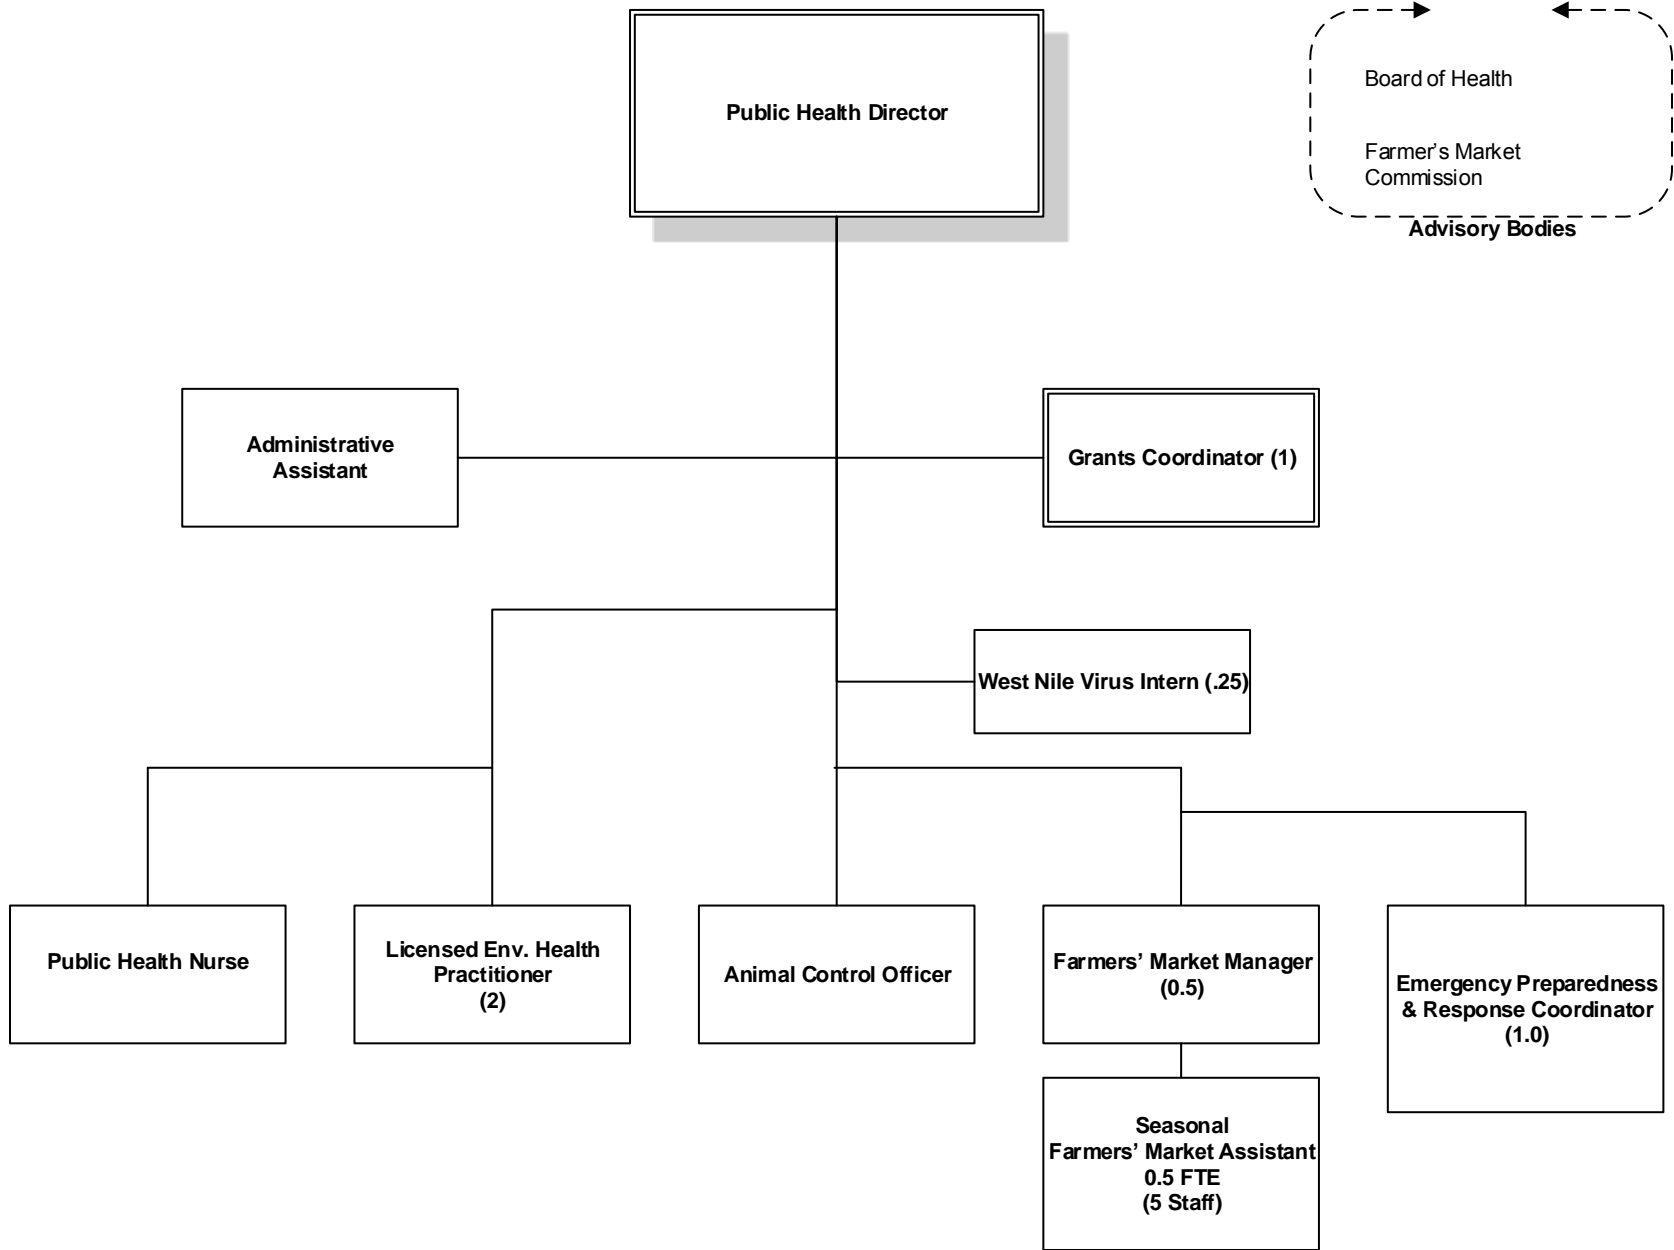 Public Health Director
Board of Health
Farmer's Market
Commission
Advisory Bodies
Administrative
Assistant
Grants Coordinator (1)
West Nile Virus Intern (.25)
Public Health Nurse
Licensed Env. Health
Practitioner
(2)
Animal Control Officer
Farmers' Market Manager
(0.5)
Emergency Preparedness
& Response Coordinator
(1.0)
Seasonal
Farmers' Market Assistant
0.5 FTE
(5 Staff)